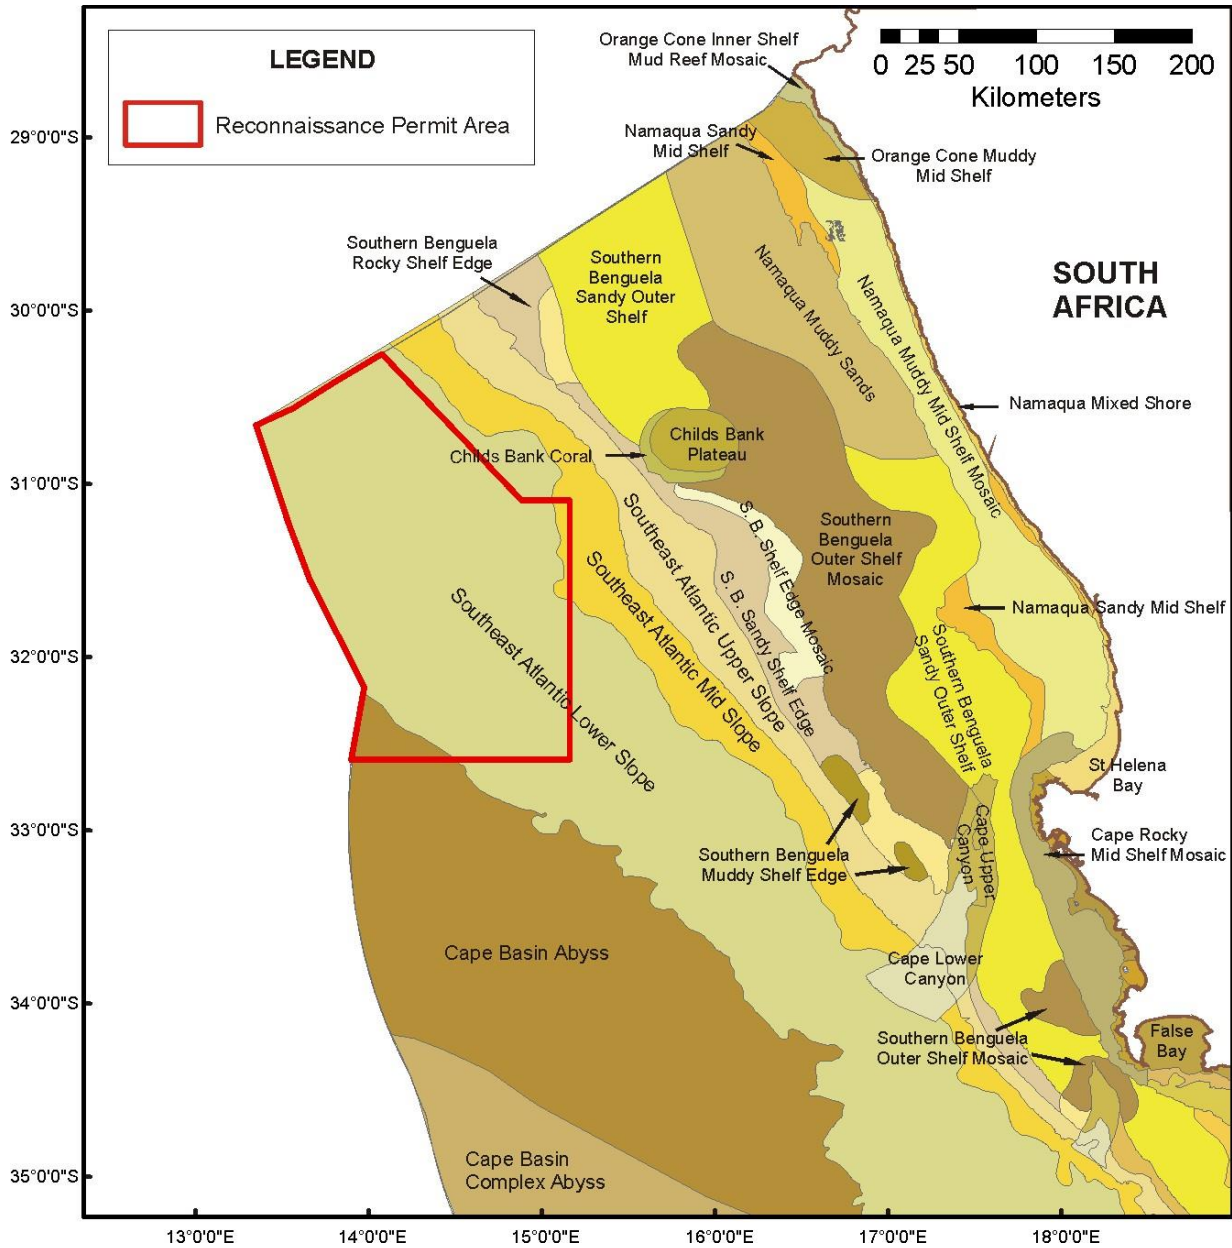 LEGEND
Reconnaissance Permit Area
Orange Cone Inner Shelf
Mud Reef Mosaic
0 25 50 100 150 200
Kilometers
Namaqua Sandy
Mid Shelf
Orange Cone Muddy
Mid Shelf
Southern Benguela
Rocky Shelf Edge
Southern
Benguela
Sandy Outer
Shelf
Namaqua Muddy Sands
Namaqua Muddy Mid Shelf Mosaic
SOUTH
AFRICA
Namaqua Mixed Shore
Childs Bank
Plateau
Childs Bank Coral
Southern
Benguela
Outer Shelf
Mosaic
S. B. Shelf Edge Mosaic
Southeast Atlantic Upper Slope
S. B. Sandy Shelf Edge
Southeast Atlantic Mid Slope
Southeast Atlantic Lower Slope
Namaqua Sandy Mid Shelf
Southern Benguela
Sandy Outer Shelf
St Helena
Bay
Cape Rocky
Mid Shelf Mosaic
Southern Benguela
Muddy Shelf Edge
Cape Upper
Canyon
Cape Lower
Canyon
Cape Basin Abyss
Southern Benguela
Outer Shelf Mosaic
False
Bay
Cape Basin
Complex Abyss
29°0'0"S
30°0'0"S
31°0'0"S
32°0'0"S
33°0'0"S
34°0'0"S
35°0'0"S
13°0'0"E
14°0'0"E
15°0'0"E
16°0'0"E
17°0'0"E
18°0'0"E